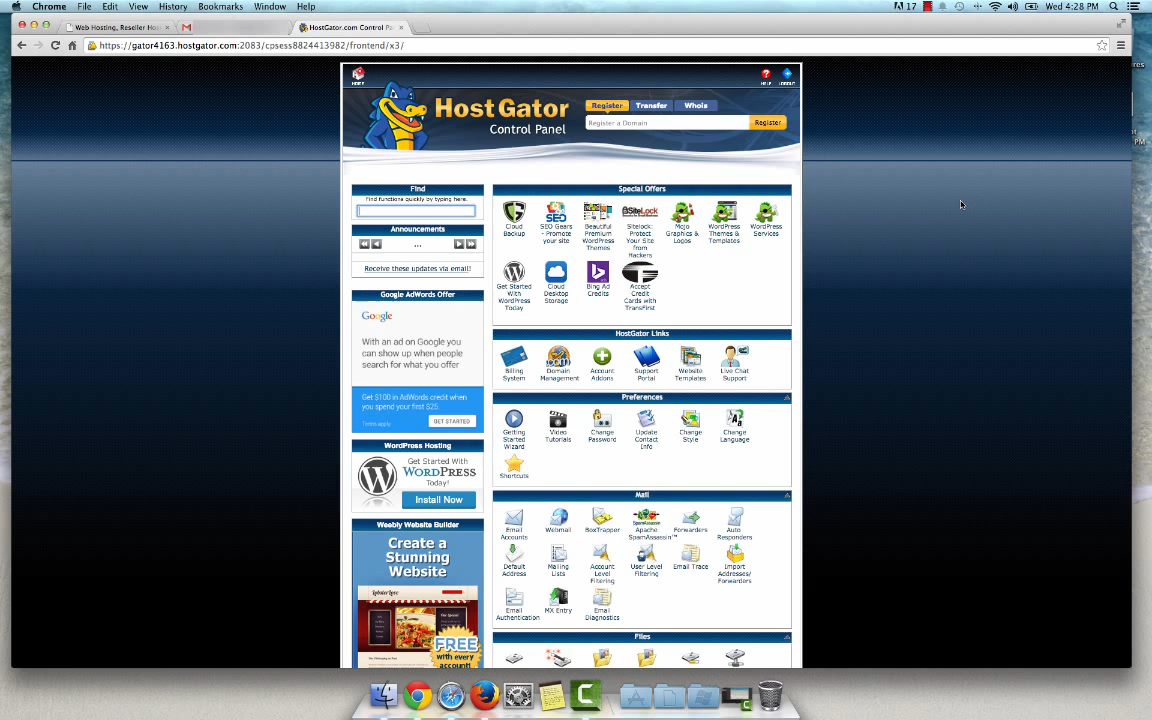 Chrome File Edit View History Bookmarks Window Help
17 Wed 4:28 PM
Web Hosting, Reseller Hos
HostGator.com Control Pa
https://gator4163.hostgator.com:2083/cpsess8824413982/frontend/x3/
HOME
HELP LOGOUT
HostGator
Control Panel
Register Transfer Whois
Register a Domain Register
Find
Find functions quickly by typing here.
Announcements
...
Receive these updates via email!
Google AdWords Offer
Google
With an ad on Google you
can show up when people
search for what you offer
Get $100 in AdWords credit when
you spend your first $25.
Terms apply. GET STARTED
WordPress Hosting
Get Started With
WORDPRESS
Today!
Install Now
Weebly Website Builder
Create a
Stunning
Website
FREE
with every
account!
Special Offers
Cloud
Backup
SEO
SEO Gears
- Promote
your site
Beautiful
Premium
WordPress
Themes
SiteLock
Sitelock:
Protect
Your Site
from
Hackers
Mojo
Graphics &
Logos
WordPress
Themes &
Templates
WordPress
Services
Get Started
With
WordPress
Today
Cloud
Desktop
Storage
Bing Ad
Credits
Accept
Credit
Cards with
TransFirst
HostGator Links
Billing
System
Domain
Management
Account
Addons
Support
Portal
Website
Templates
Live Chat
Support
Preferences
Getting
Started
Wizard
Video
Tutorials
Change
Password
Update
Contact
Info
Change
Style
Change
Language
Shortcuts
Mail
Email
Accounts
Webmail
BoxTrapper
Apache
SpamAssassin™
Forwarders
Auto
Responders
Default
Address
Mailing
Lists
Account
Level
Filtering
User Level
Filtering
Email Trace
Import
Addresses/
Forwarders
Email
Authentication
MX Entry
Email
Diagnostics
Files